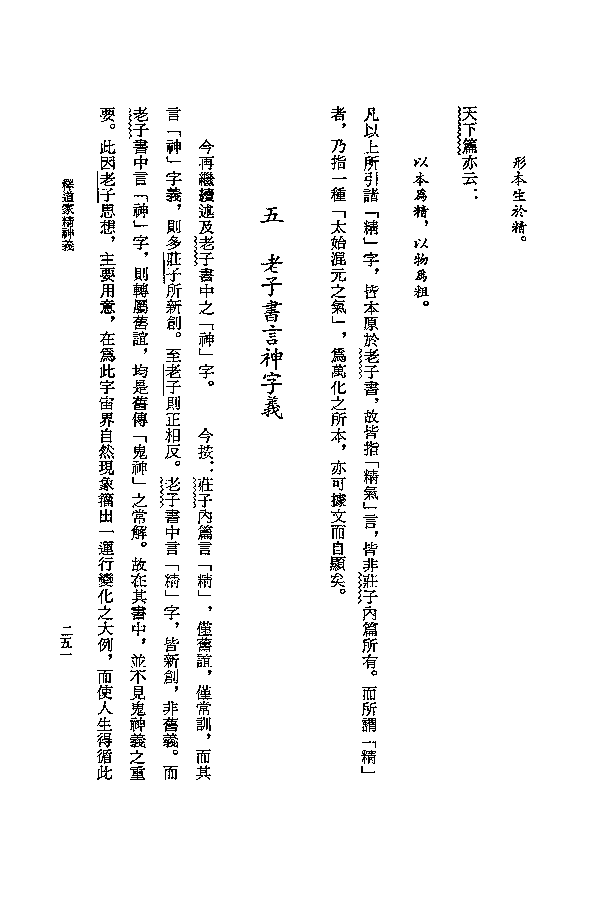 形本生於精。
天下篇亦云：
以本為精，以物為粗。
凡以上所引諸「精」字，皆本原於老子書，故皆指「精氣」言，皆非莊子內篇所有。而所謂「精」
者，乃指一種「太始混元之氣」，為萬化之所本，亦可據文而自顯矣。
五　老子書言神字義
今再繼續述及老子書中之「神」字。　今按：莊子內篇言「精」，僅舊誼，僅常訓，而其
言「神」字義，則多莊子所新創。至老子則正相反。老子書中言「精」字，皆新創，非舊義。而
老子書中言「神」字，則轉屬舊誼，均是舊傳「鬼神」之常解。故在其書中，並不見鬼神義之重
要。此因老子思想，主要用意，在為此宇宙界自然現象籀出一運行變化之大例，而使人生得循此
釋道家精神義
二五一